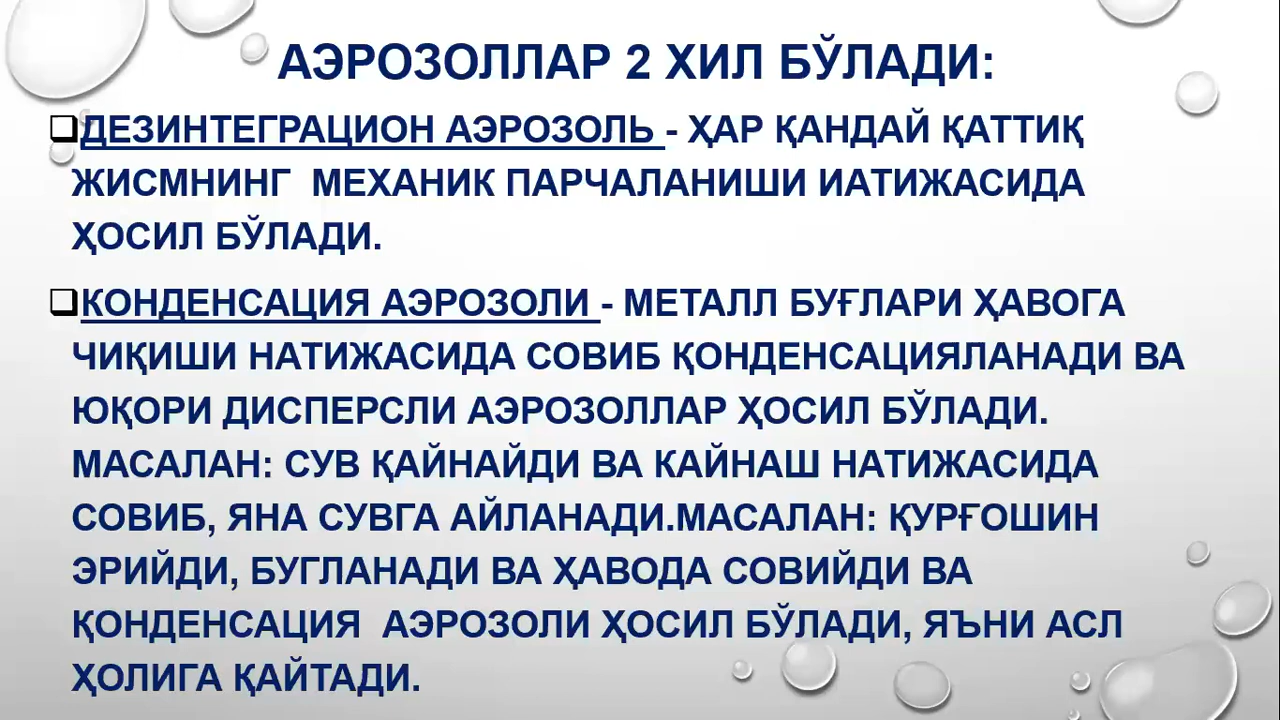 АЭРОЗОЛЛАР 2 ХИЛ БЎЛАДИ:
ДЕЗИНТЕГРАЦИОН АЭРОЗОЛЬ - ҲАР ҚАНДАЙ ҚАТТИҚ
ЖИСМНИНГ МЕХАНИК ПАРЧАЛАНИШИ ИАТИЖАСИДА
ҲОСИЛ БЎЛАДИ.
КОНДЕНСАЦИЯ АЭРОЗОЛИ - МЕТАЛЛ БУҒЛАРИ ҲАВОГА
ЧИҚИШИ НАТИЖАСИДА СОВИБ ҚОНДЕНСАЦИЯЛАНАДИ ВА
ЮҚОРИ ДИСПЕРСЛИ АЭРОЗОЛЛАР ҲОСИЛ БЎЛАДИ.
МАСАЛАН: СУВ ҚАЙНАЙДИ ВА КАЙНАШ НАТИЖАСИДА
СОВИБ, ЯНА СУВГА АЙЛАНАДИ.МАСАЛАН: ҚУРҒОШИН
ЭРИЙДИ, БУГЛАНАДИ ВА ҲАВОДА СОВИЙДИ ВА
ҚОНДЕНСАЦИЯ АЭРОЗОЛИ ҲОСИЛ БЎЛАДИ, ЯЪНИ АСЛ
ҲОЛИГА ҚАЙТАДИ.